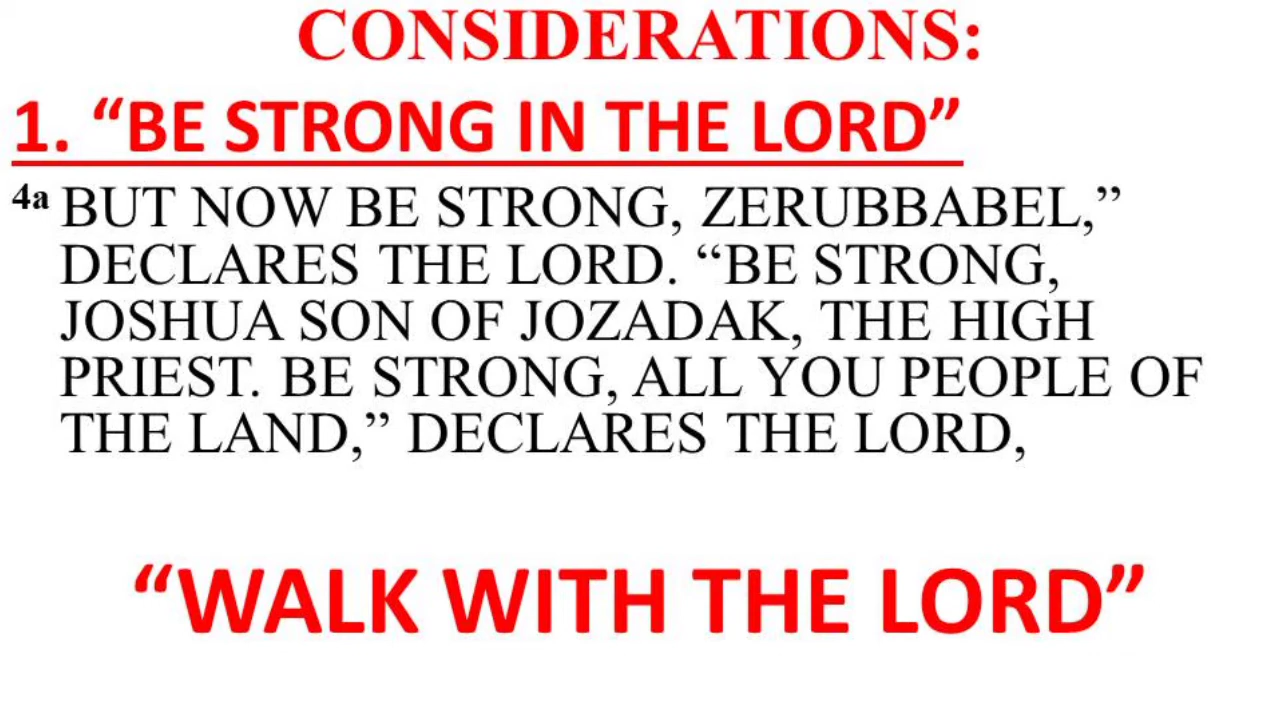 CONSIDERATIONS:
1. “BE STRONG IN THE LORD”
4a BUT NOW BE STRONG, ZERUBBABEL,”
DECLARES THE LORD. “BE STRONG,
JOSHUA SON OF JOZADAK, THE HIGH
PRIEST. BE STRONG, ALL YOU PEOPLE OF
THE LAND,” DECLARES THE LORD,
“WALK WITH THE LORD”